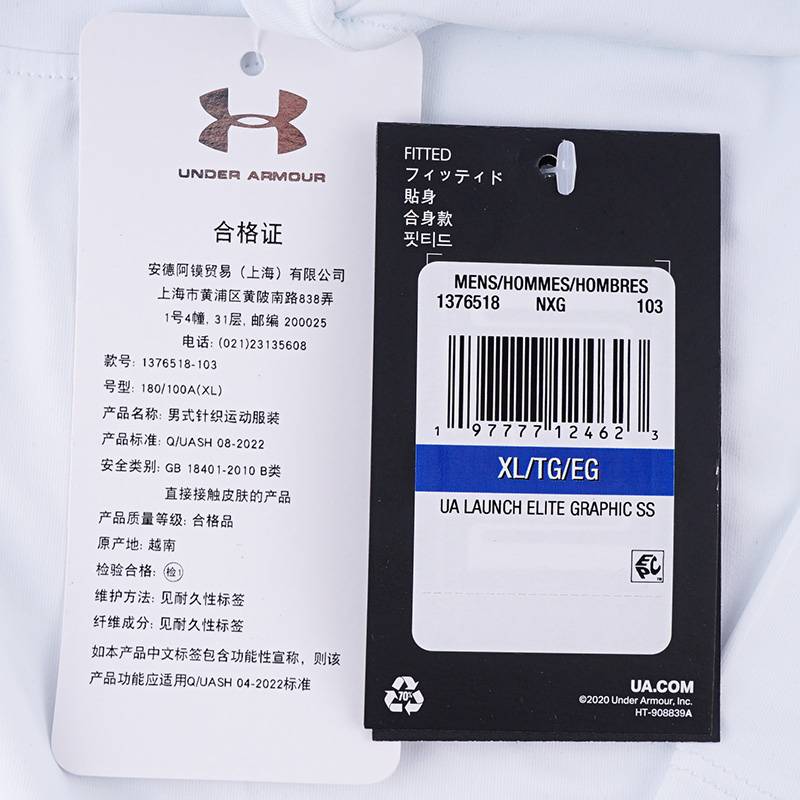 UNDER ARMOUR
合格证
安德阿镆贸易（上海）有限公司
上海市黄浦区黄陂南路838弄
1号4幢, 31层, 邮编 200025
电话: (021)23135608
款号: 1376518-103
号型: 180/100A(XL)
产品名称: 男式针织运动服装
产品标准: Q/UASH 08-2022
安全类别: GB 18401-2010 B类
直接接触皮肤的产品
产品质量等级: 合格品
原产地: 越南
检验合格: 检1
维护方法: 见耐久性标签
纤维成分: 见耐久性标签
如本产品中文标签包含功能性宣称, 则该
产品功能应适用Q/UASH 04-2022标准
FITTED
フィッティド
貼身
合身款
핏티드
MENS/HOMMES/HOMBRES
1376518 NXG 103
1 97777 12462 3
XL/TG/EG
UA LAUNCH ELITE GRAPHIC SS
EPC
70%
UA.COM
©2020 Under Armour, Inc.
HT-908839A